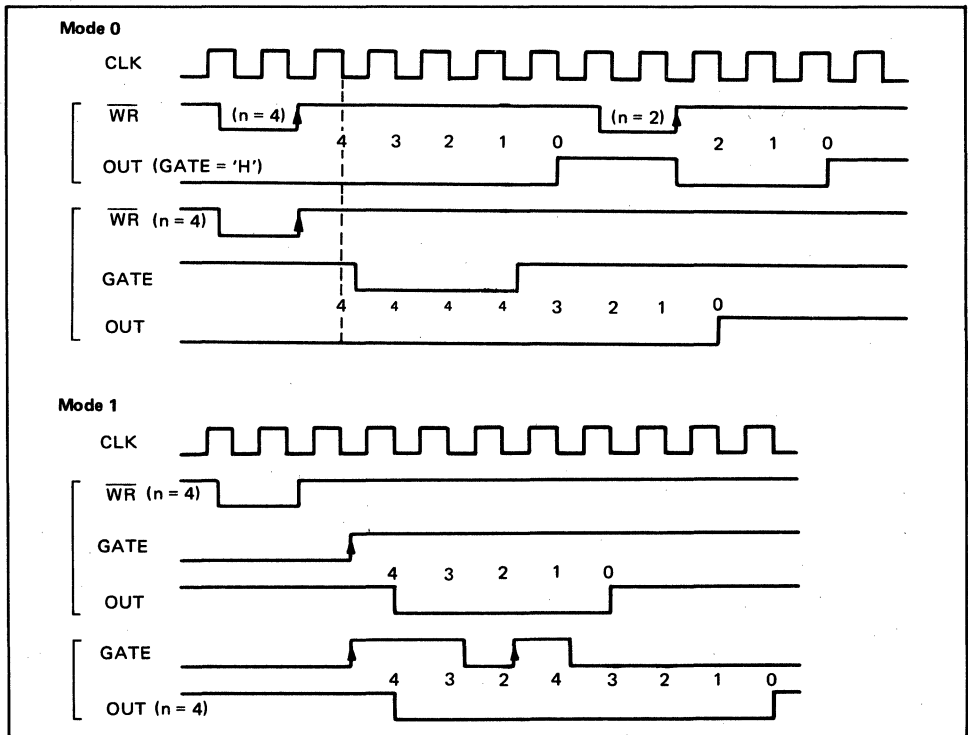 Mode 0
CLK
WR (n = 4) (n = 2)
4 3 2 1 0 2 1 0
OUT (GATE = 'H')
WR (n = 4)
GATE
4 4 4 4 3 2 1 0
OUT
Mode 1
CLK
WR (n = 4)
GATE
4 3 2 1 0
OUT
GATE
4 3 2 4 3 2 1 0
OUT (n = 4)